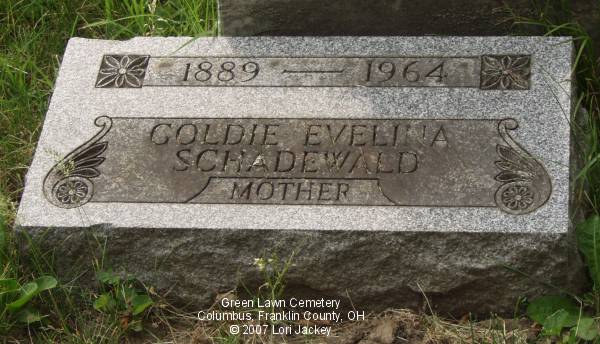 1889 — 1964
GOLDIE EVELINA
SCHADEWALD
MOTHER
Green Lawn Cemetery
Columbus, Franklin County, OH
© 2007 Lori Jackey